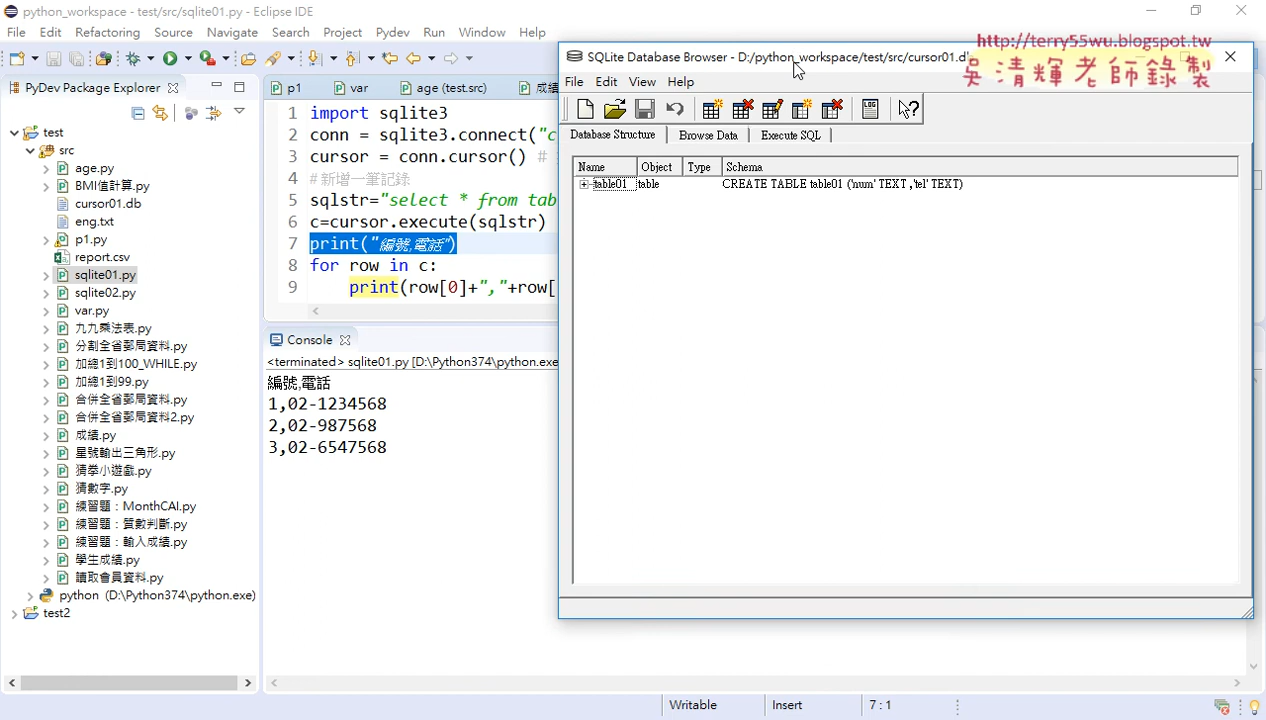 python_workspace - test/src/sqlite01.py - Eclipse IDE
File Edit Refactoring Source Navigate Search Project Pydev Run Window Help
http://terry55wu.blogspot.tw
吳清輝老師錄製
PyDev Package Explorer
test
src
age.py
BMI值計算.py
cursor01.db
eng.txt
p1.py
report.csv
sqlite01.py
sqlite02.py
var.py
九九乘法表.py
分割全省郵局資料.py
加總1到100_WHILE.py
加總1到99.py
合併全省郵局資料.py
合併全省郵局資料2.py
成績.py
星號輸出三角形.py
猜拳小遊戲.py
猜數字.py
練習題：MonthCAI.py
練習題：質數判斷.py
練習題：輸入成績.py
學生成績.py
讀取會員資料.py
python (D:\Python374\python.exe)
test2
p1 var age (test.src) 成績
1 import sqlite3
2 conn = sqlite3.connect("c
3 cursor = conn.cursor() #
4 #新增一筆記錄
5 sqlstr="select * from tab
6 c=cursor.execute(sqlstr)
7 print("編號,電話")
8 for row in c:
9 print(row[0]+","+row[
Console
<terminated> sqlite01.py [D:\Python374\python.exe
編號,電話
1,02-1234568
2,02-987568
3,02-6547568
SQLite Database Browser - D:/python_workspace/test/src/cursor01.d
File Edit View Help
LOG
Database Structure Browse Data Execute SQL
Name Object Type Schema
table01 table CREATE TABLE table01 ('num' TEXT ,'tel' TEXT)
Writable Insert 7 : 1